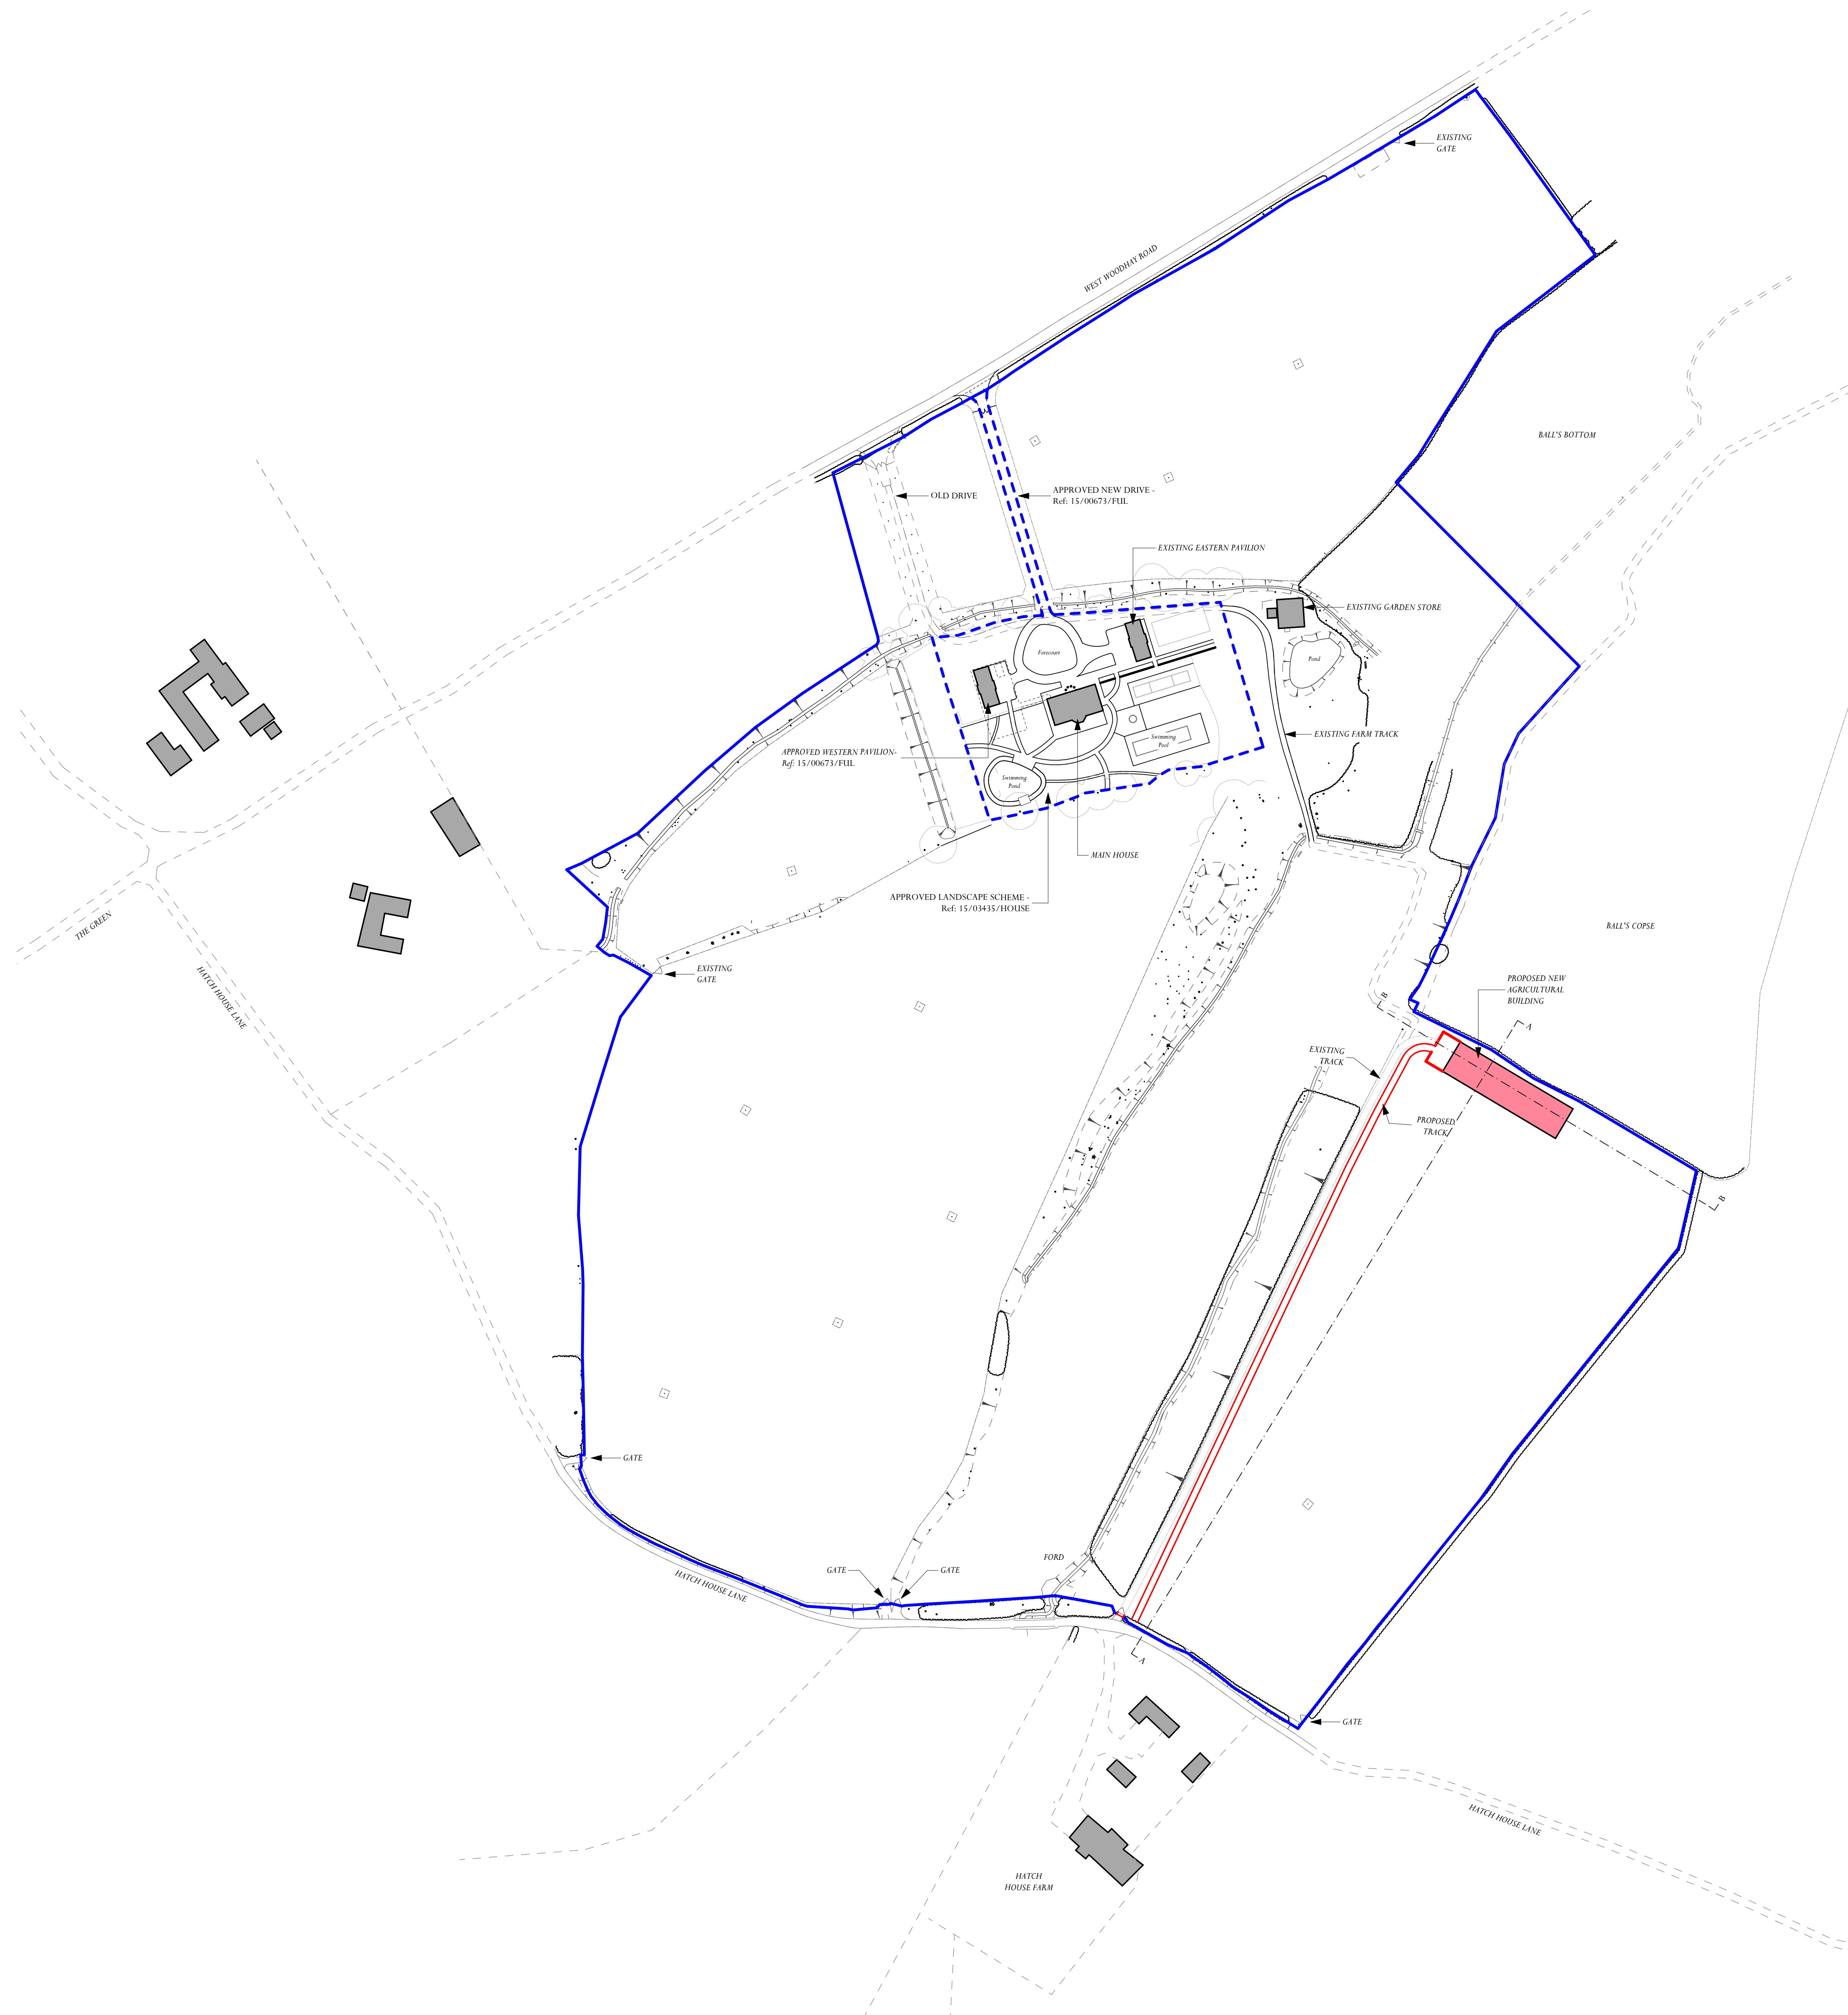 EXISTING
GATE
WEST WOODHAY ROAD
BALL'S BOTTOM
OLD DRIVE
APPROVED NEW DRIVE -
Ref: 15/00673/FUL
EXISTING EASTERN PAVILION
EXISTING GARDEN STORE
Forecourt
Pond
EXISTING FARM TRACK
Swimming
Pool
APPROVED WESTERN PAVILION-
Ref: 15/00673/FUL
Swimming
Pond
MAIN HOUSE
APPROVED LANDSCAPE SCHEME -
Ref: 15/03435/HOUSE
THE GREEN
BALL'S COPSE
EXISTING
GATE
HATCH HOUSE LANE
PROPOSED NEW
AGRICULTURAL
BUILDING
B
A
EXISTING
TRACK
PROPOSED
TRACK
B
GATE
FORD
GATE
GATE
HATCH HOUSE LANE
A
GATE
HATCH HOUSE LANE
HATCH
HOUSE FARM